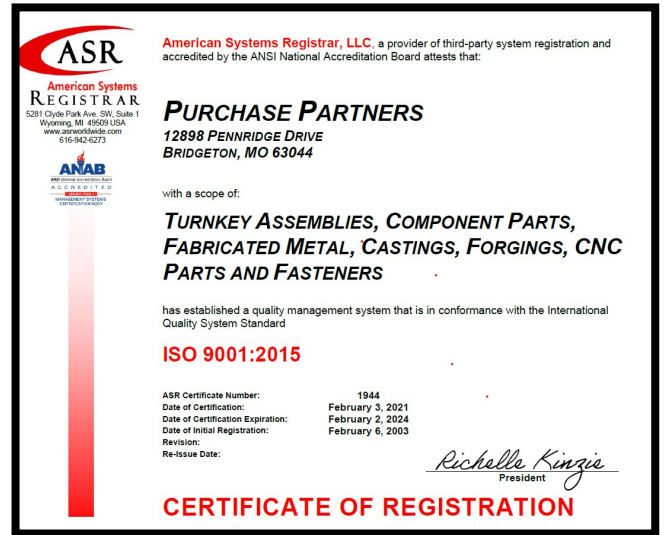 ASR
American Systems
REGISTRAR
5281 Clyde Park Ave. SW, Suite 1
Wyoming, MI 49509 USA
www.asrworldwide.com
616-942-6273
ANAB
ANSI National Accreditation Board
ACCREDITED
MANAGEMENT SYSTEMS
CERTIFICATION BODY
American Systems Registrar, LLC, a provider of third-party system registration and
accredited by the ANSI National Accreditation Board attests that:
PURCHASE PARTNERS
12898 PENNRIDGE DRIVE
BRIDGETON, MO 63044
with a scope of:
TURNKEY ASSEMBLIES, COMPONENT PARTS,
FABRICATED METAL, CASTINGS, FORGINGS, CNC
PARTS AND FASTENERS
has established a quality management system that is in conformance with the International
Quality System Standard
ISO 9001:2015
ASR Certificate Number: 1944
Date of Certification: February 3, 2021
Date of Certification Expiration: February 2, 2024
Date of Initial Registration: February 6, 2003
Revision:
Re-Issue Date:
Richelle Kinzie
President
CERTIFICATE OF REGISTRATION